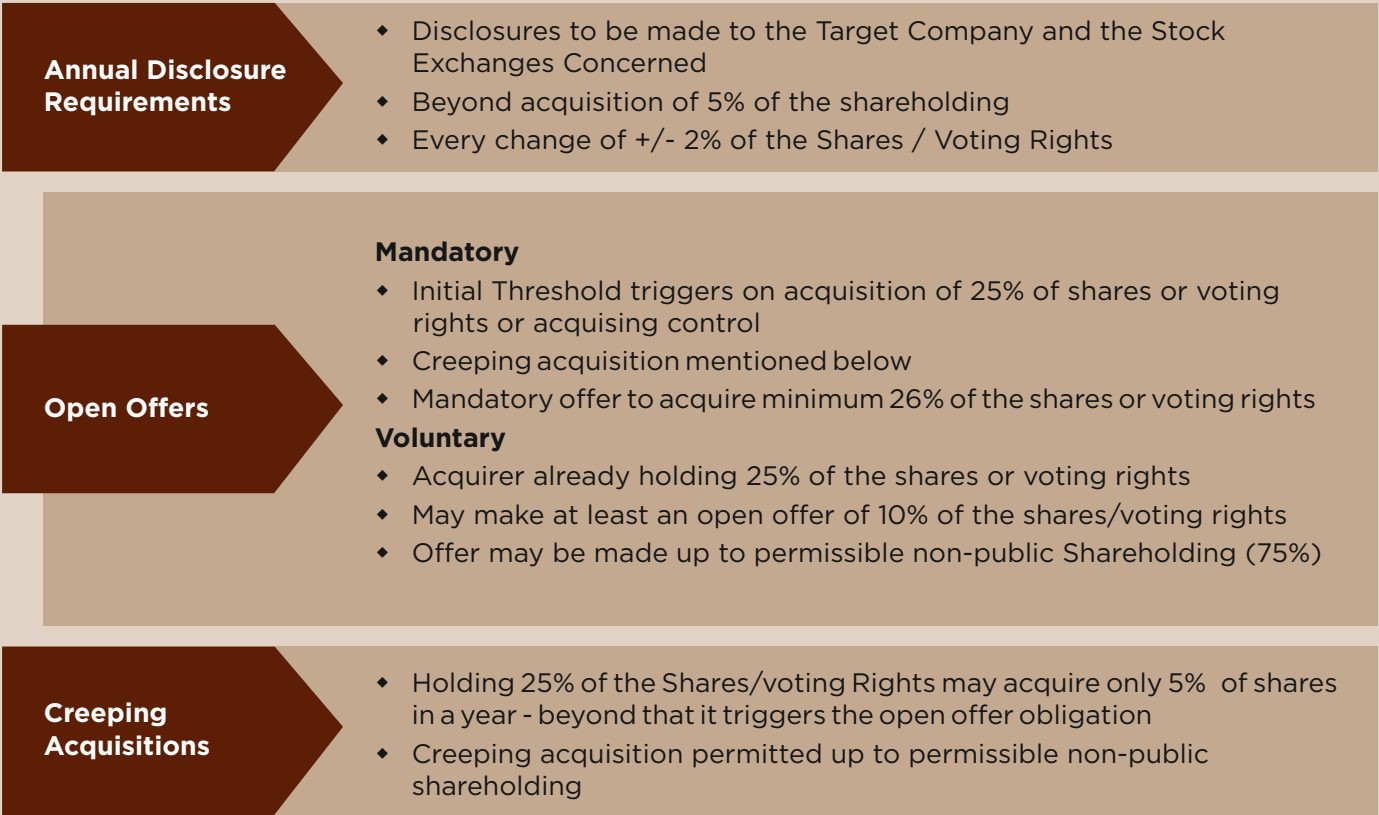 Annual Disclosure
Requirements
◆ Disclosures to be made to the Target Company and the Stock
Exchanges Concerned
◆ Beyond acquisition of 5% of the shareholding
◆ Every change of +/- 2% of the Shares / Voting Rights
Open Offers
Mandatory
◆ Initial Threshold triggers on acquisition of 25% of shares or voting
rights or acquising control
◆ Creeping acquisition mentioned below
◆ Mandatory offer to acquire minimum 26% of the shares or voting rights
Voluntary
◆ Acquirer already holding 25% of the shares or voting rights
◆ May make at least an open offer of 10% of the shares/voting rights
◆ Offer may be made up to permissible non-public Shareholding (75%)
Creeping
Acquisitions
◆ Holding 25% of the Shares/voting Rights may acquire only 5% of shares
in a year - beyond that it triggers the open offer obligation
◆ Creeping acquisition permitted up to permissible non-public
shareholding